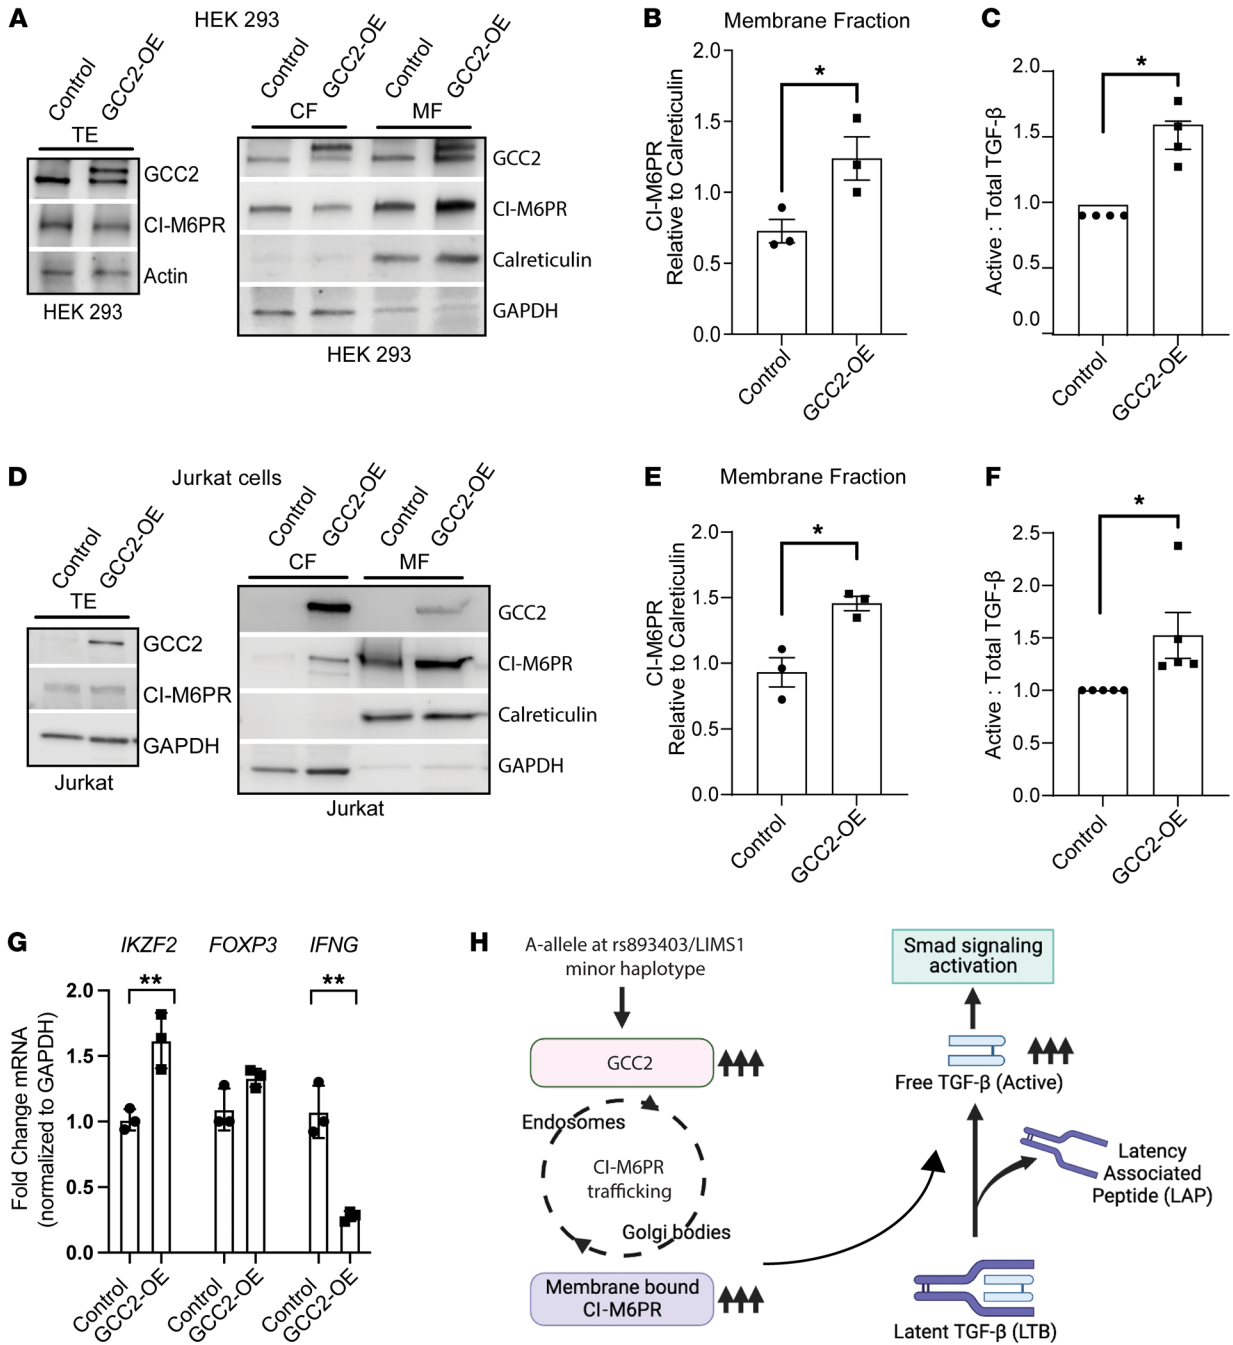 A
HEK 293
Control
GCC2-OE
TE
GCC2
CI-M6PR
Actin
HEK 293
Control
GCC2-OE
Control
GCC2-OE
CF
MF
GCC2
CI-M6PR
Calreticulin
GAPDH
HEK 293
B
Membrane Fraction
CI-M6PR
Relative to Calreticulin
2.0
1.5
1.0
0.5
0.0
*
Control
GCC2-OE
C
Active : Total TGF-β
2.0
1.5
1.0
0.5
0.0
*
Control
GCC2-OE
D
Jurkat cells
Control
GCC2-OE
TE
GCC2
CI-M6PR
GAPDH
Jurkat
Control
GCC2-OE
Control
GCC2-OE
CF
MF
GCC2
CI-M6PR
Calreticulin
GAPDH
Jurkat
E
Membrane Fraction
CI-M6PR
Relative to Calreticulin
2.0
1.5
1.0
0.5
0.0
*
Control
GCC2-OE
F
Active : Total TGF-β
2.5
2.0
1.5
1.0
0.5
0.0
*
Control
GCC2-OE
G
IKZF2
FOXP3
IFNG
Fold Change mRNA
(normalized to GAPDH)
2.0
1.5
1.0
0.5
0.0
**
**
Control
GCC2-OE
Control
GCC2-OE
Control
GCC2-OE
H
A-allele at rs893403/LIMS1
minor haplotype
GCC2
Endosomes
CI-M6PR
trafficking
Golgi bodies
Membrane bound
CI-M6PR
Smad signaling
activation
Free TGF-β (Active)
Latency
Associated
Peptide (LAP)
Latent TGF-β (LTB)